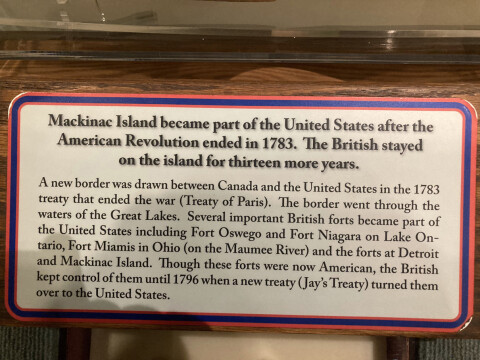 Mackinac Island became part of the United States after the
American Revolution ended in 1783. The British stayed
on the island for thirteen more years.
A new border was drawn between Canada and the United States in the 1783
treaty that ended the war (Treaty of Paris). The border went through the
waters of the Great Lakes. Several important British forts became part of
the United States including Fort Oswego and Fort Niagara on Lake On-
tario, Fort Miamis in Ohio (on the Maumee River) and the forts at Detroit
and Mackinac Island. Though these forts were now American, the British
kept control of them until 1796 when a new treaty (Jay's Treaty) turned them
over to the United States.